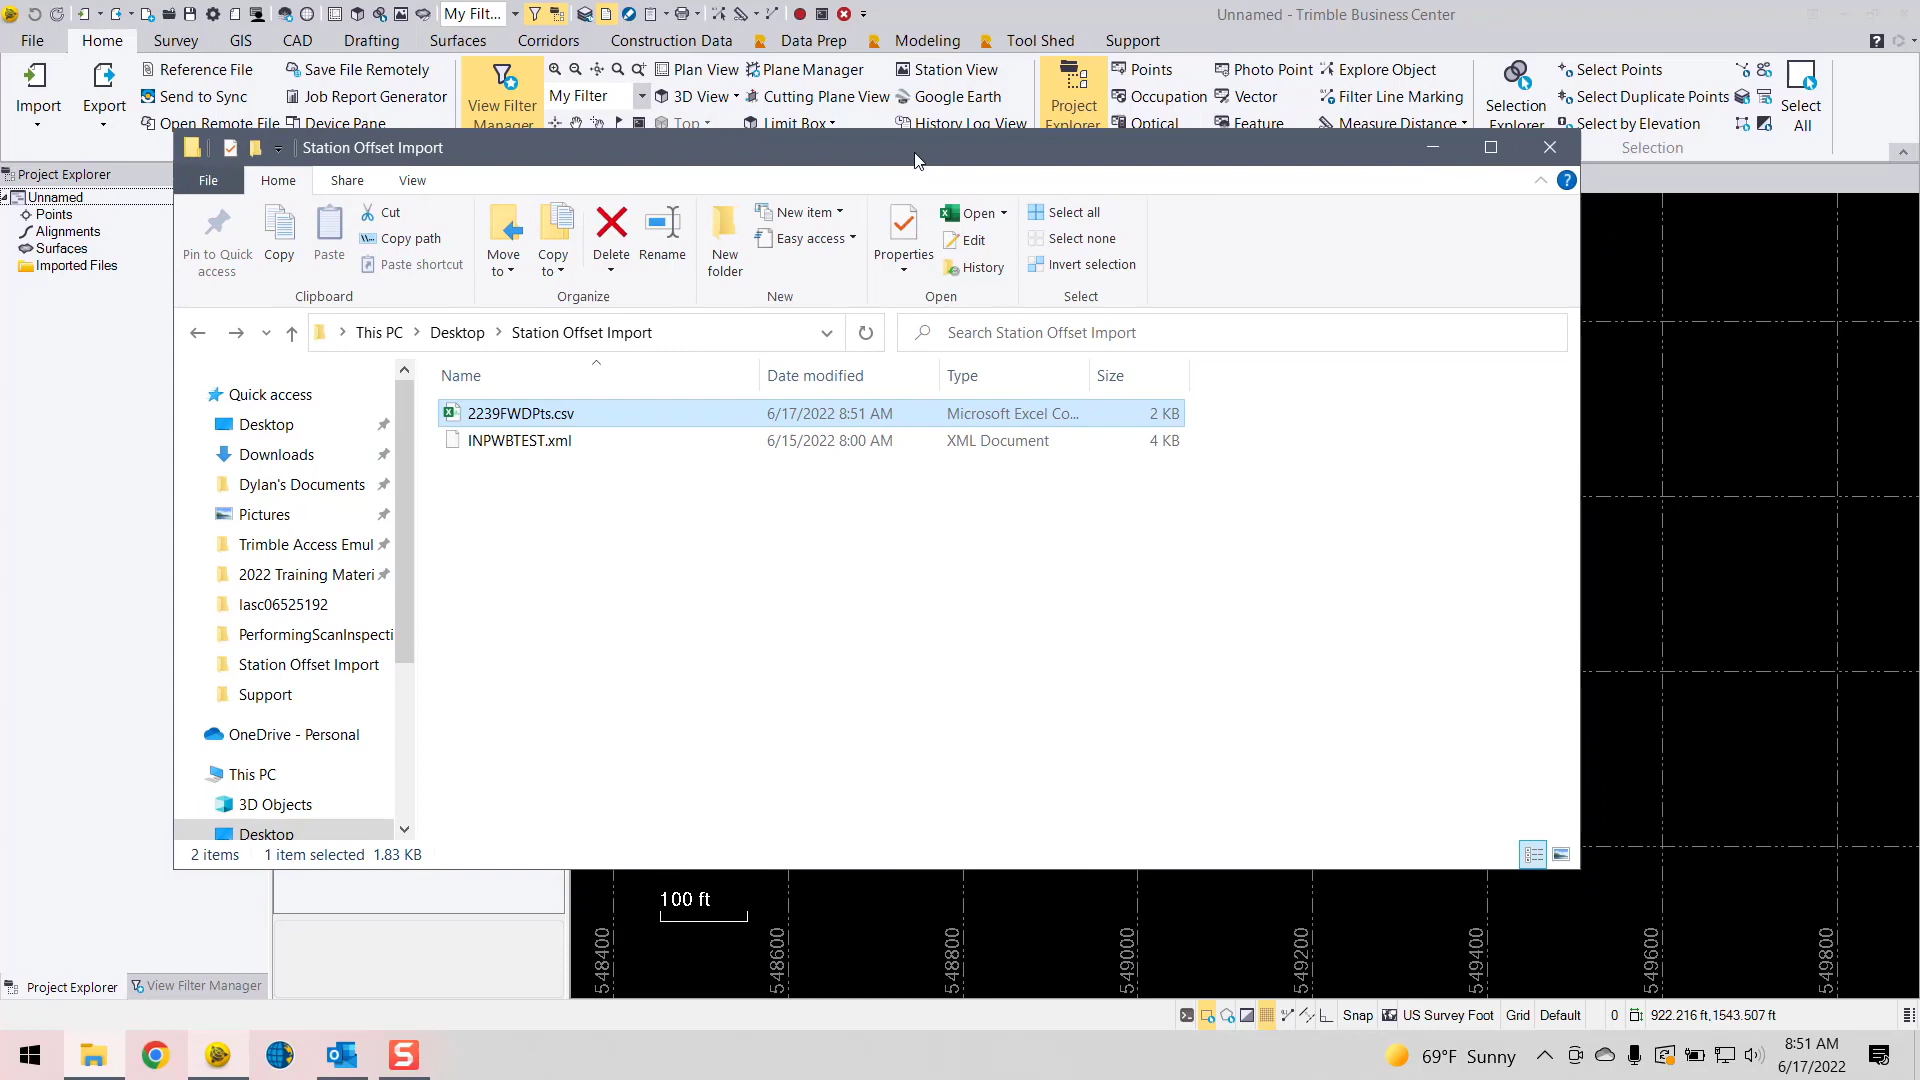 My Filt...
Unnamed - Trimble Business Center
File Home Survey GIS CAD Drafting Surfaces Corridors Construction Data Data Prep Modeling Tool Shed Support
Import
Export
Reference File
Send to Sync
Open Remote File
Save File Remotely
Job Report Generator
Device Pane
View Filter
Manager
My Filter
Plan View
3D View
Top
Plane Manager
Cutting Plane View
Limit Box
Station View
Google Earth
History Log View
Project
Explorer
Points
Occupation
Optical
Photo Point
Vector
Feature
Explore Object
Filter Line Marking
Measure Distance
Selection
Explorer
Select Points
Select Duplicate Points
Select by Elevation
Select
All
Selection
Project Explorer
Unnamed
Points
Alignments
Surfaces
Imported Files
Station Offset Import
File Home Share View
Pin to Quick
access
Copy
Paste
Cut
Copy path
Paste shortcut
Clipboard
Move
to
Copy
to
Delete
Rename
Organize
New
folder
New item
Easy access
New
Properties
Open
Edit
History
Open
Select all
Select none
Invert selection
Select
This PC Desktop Station Offset Import
Search Station Offset Import
Name Date modified Type Size
2239FWDPts.csv 6/17/2022 8:51 AM Microsoft Excel Co... 2 KB
INPWBTEST.xml 6/15/2022 8:00 AM XML Document 4 KB
Quick access
Desktop
Downloads
Dylan's Documents
Pictures
Trimble Access Emul
2022 Training Materi
Iasc06525192
PerformingScanInspecti
Station Offset Import
Support
OneDrive - Personal
This PC
3D Objects
Desktop
2 items 1 item selected 1.83 KB
100 ft
548400
548600
548800
549000
549200
549400
549600
549800
Project Explorer View Filter Manager
Snap US Survey Foot Grid Default 0 922.216 ft,1543.507 ft
69°F Sunny
8:51 AM
6/17/2022